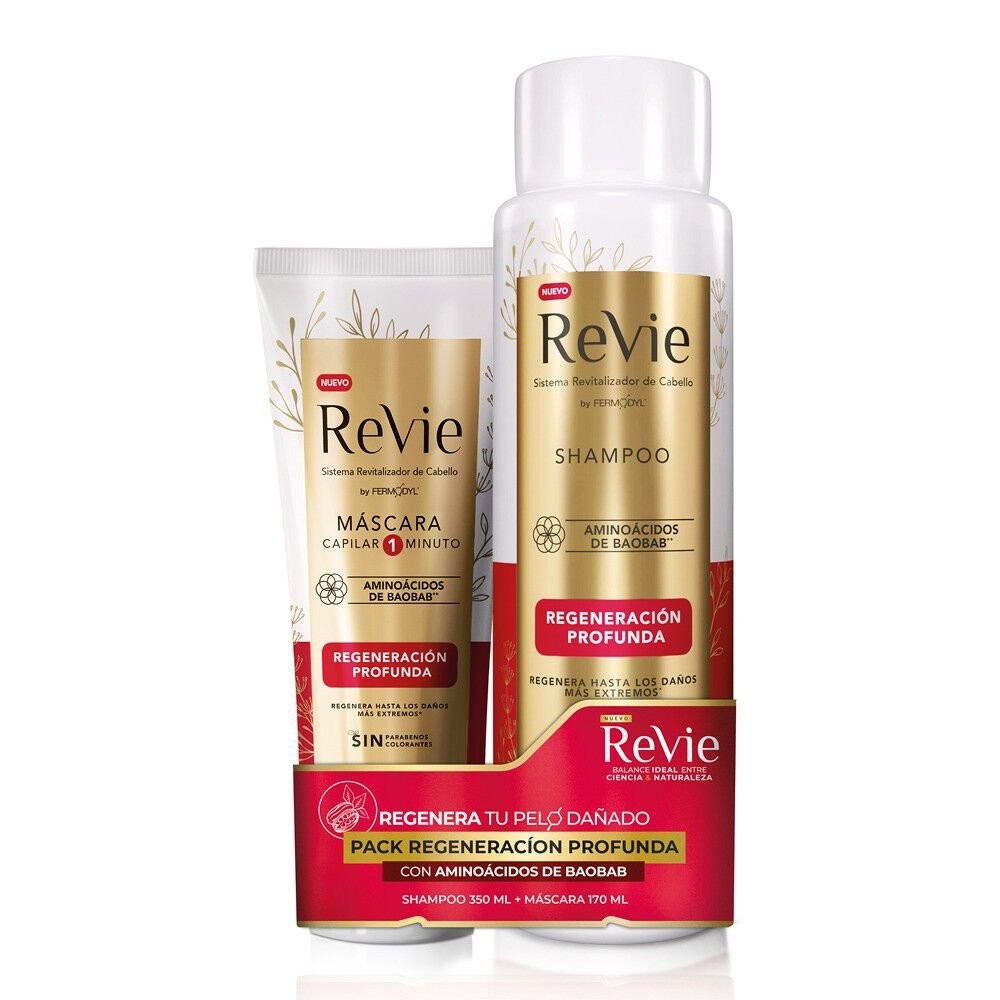 NUEVO
ReVie
Sistema Revitalizador de Cabello
by FERMODYL
MÁSCARA
CAPILAR 1 MINUTO
AMINOÁCIDOS
DE BAOBAB**
REGENERACIÓN
PROFUNDA
REGENERA HASTA LOS DAÑOS
MÁS EXTREMOS*
SIN PARABENOS
COLORANTES
NUEVO
ReVie
Sistema Revitalizador de Cabello
by FERMODYL
SHAMPOO
AMINOÁCIDOS
DE BAOBAB**
REGENERACIÓN
PROFUNDA
REGENERA HASTA LOS DAÑOS
MÁS EXTREMOS*
NUEVO
ReVie
BALANCE IDEAL ENTRE
CIENCIA & NATURALEZA
REGENERA TU PELO DAÑADO
PACK REGENERACÍON PROFUNDA
CON AMINOÁCIDOS DE BAOBAB
SHAMPOO 350 ML + MÁSCARA 170 ML